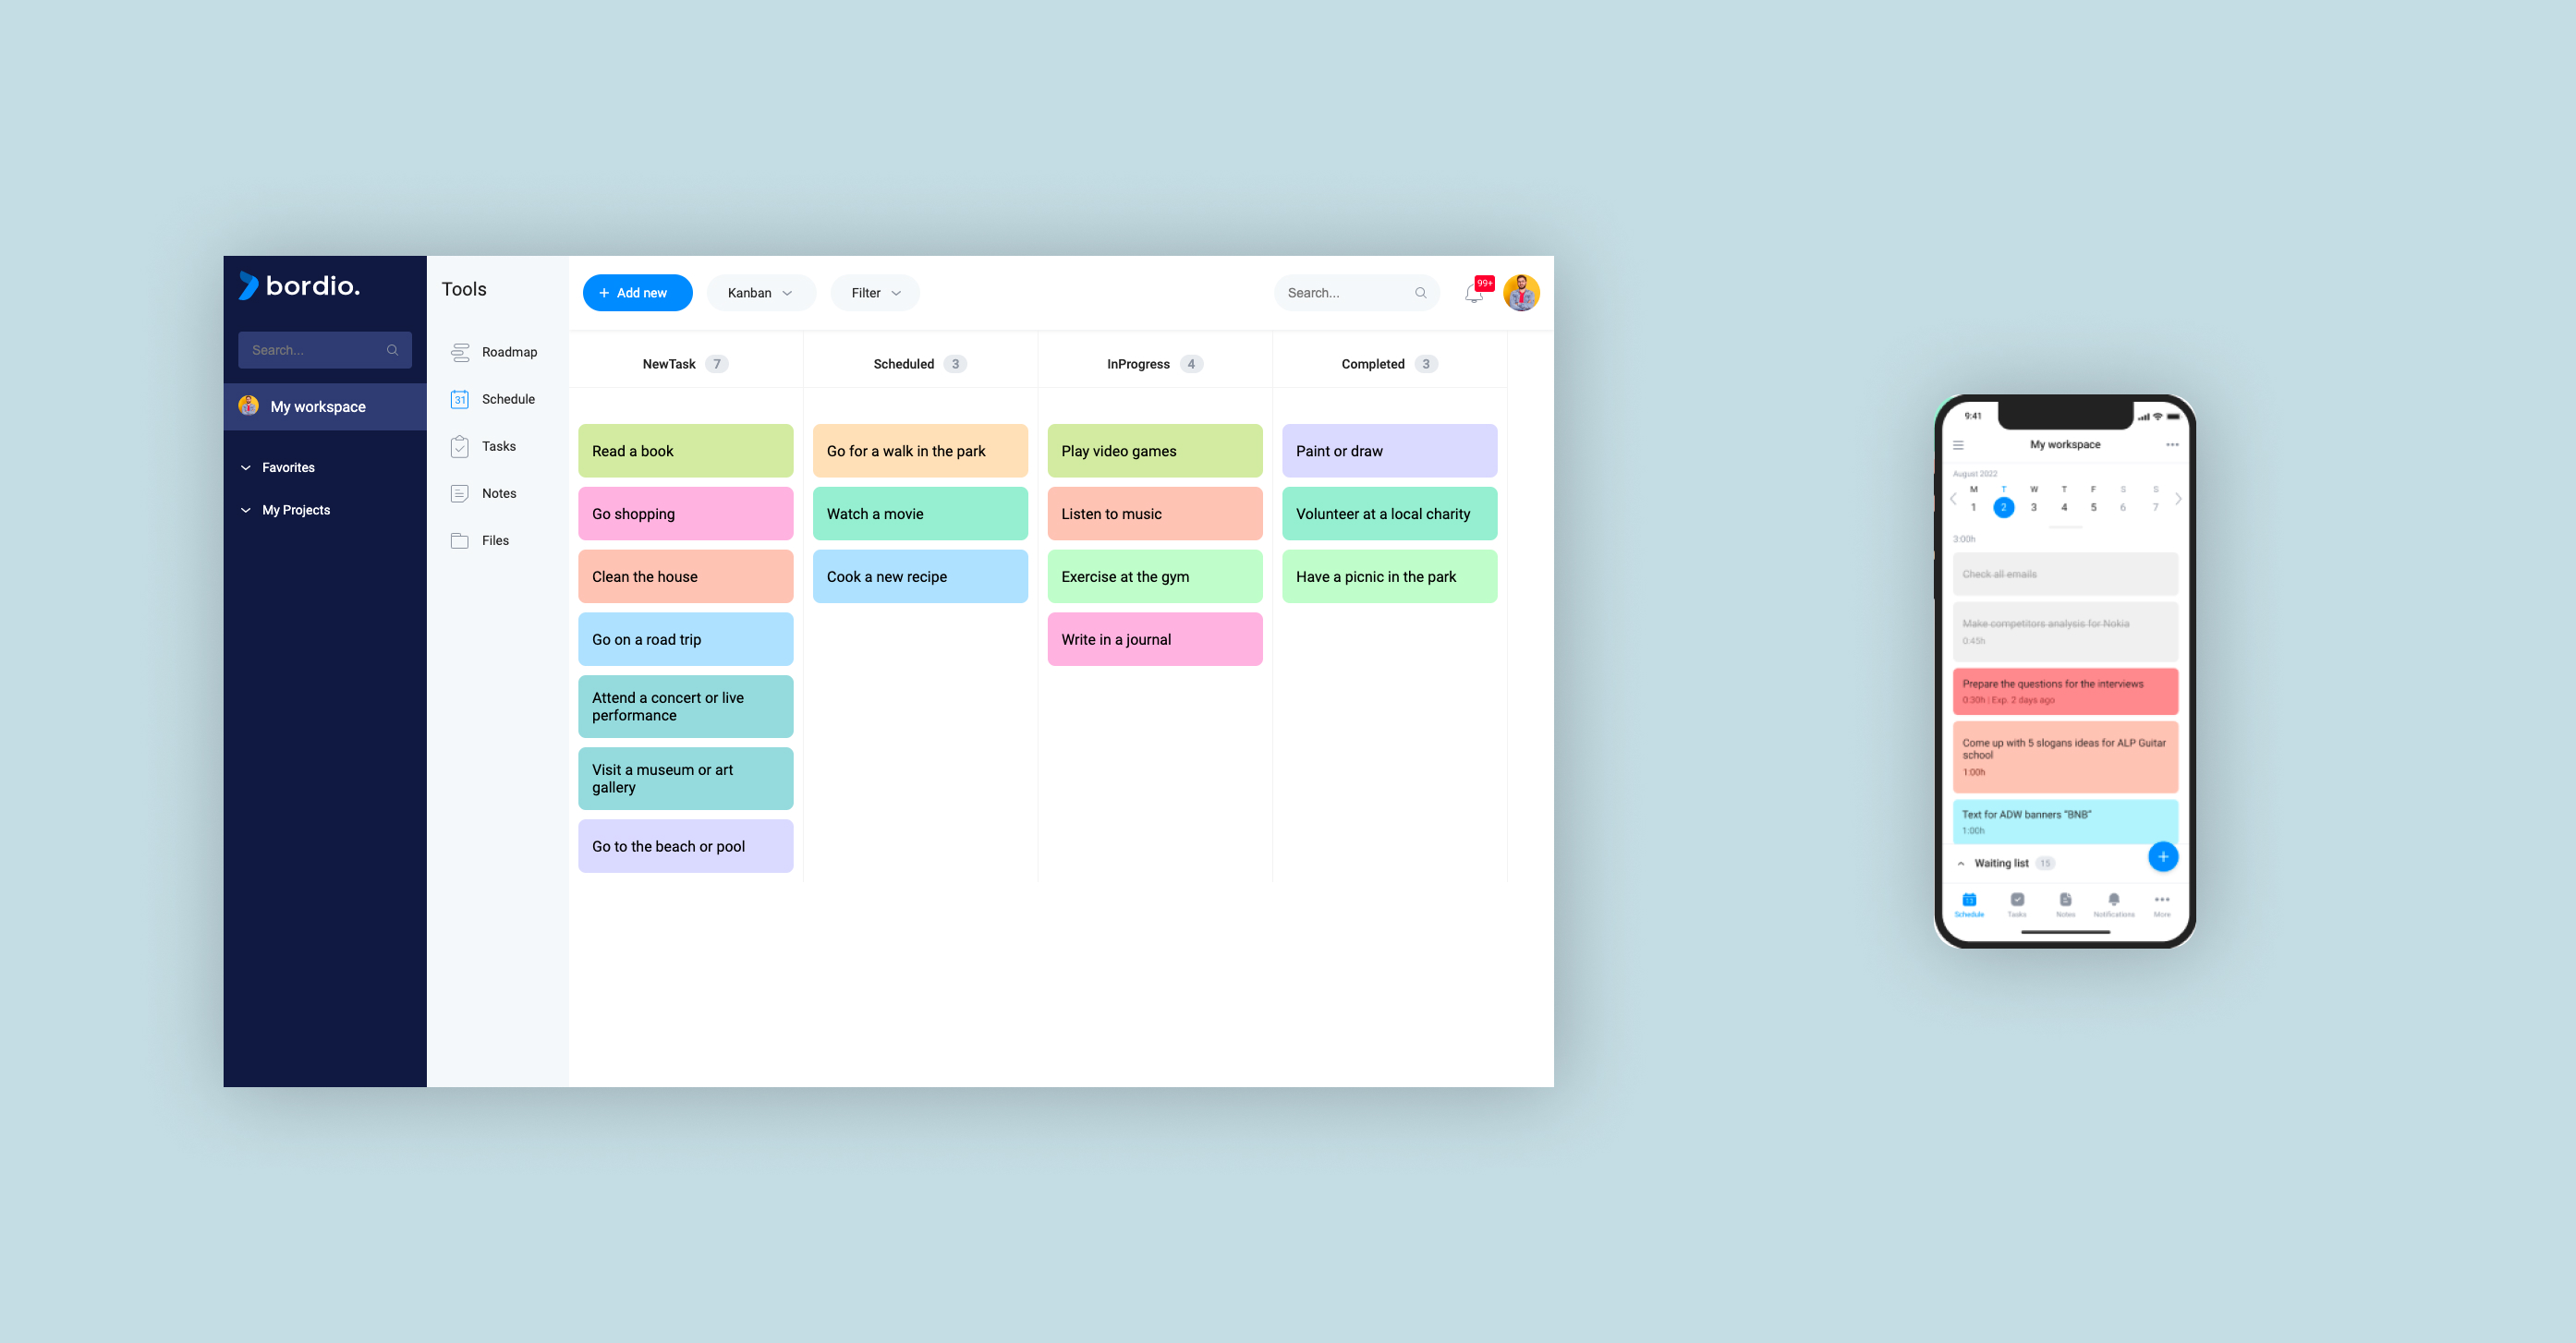 bordio.
Search...
My workspace
Favorites
My Projects
Tools
Roadmap
31
Schedule
Tasks
Notes
Files
+ Add new
Kanban
Filter
Search...
99+
NewTask 7
Read a book
Go shopping
Clean the house
Go on a road trip
Attend a concert or live
performance
Visit a museum or art
gallery
Go to the beach or pool
Scheduled 3
Go for a walk in the park
Watch a movie
Cook a new recipe
InProgress 4
Play video games
Listen to music
Exercise at the gym
Write in a journal
Completed 3
Paint or draw
Volunteer at a local charity
Have a picnic in the park
9:41
My workspace
August 2022
M T W T F S S
1 2 3 4 5 6 7
3:00h
Check all emails
Make competitors analysis for Nokia
0:45h
Prepare the questions for the interviews
0:30h | Exp. 2 days ago
Come up with 5 slogans ideas for ALP Guitar
school
1:00h
Text for ADW banners "BNB"
1:00h
Waiting list 15
+
13
Schedule Tasks Notes Notifications More